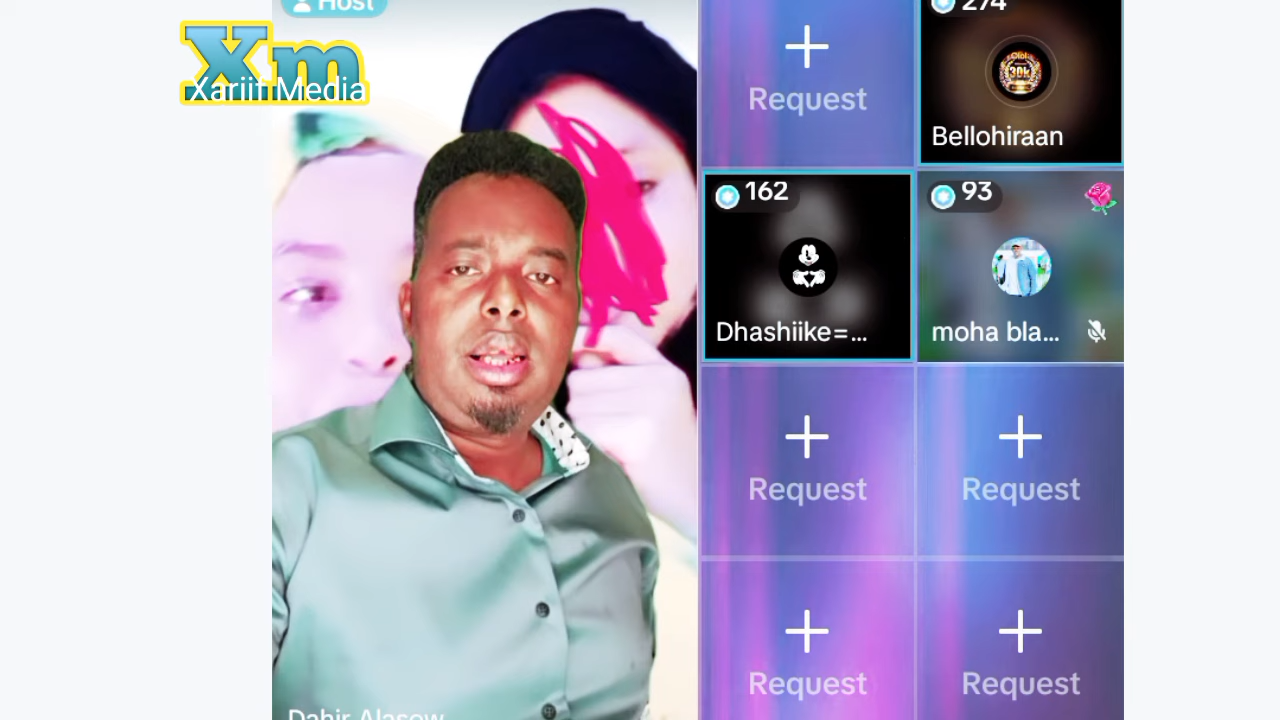 Host
Xm
Xariif Media
Request
274
Bellohiraan
162
Dhashiike=...
93
moha bla...
Request
Request
Request
Request
Dahir Alasow